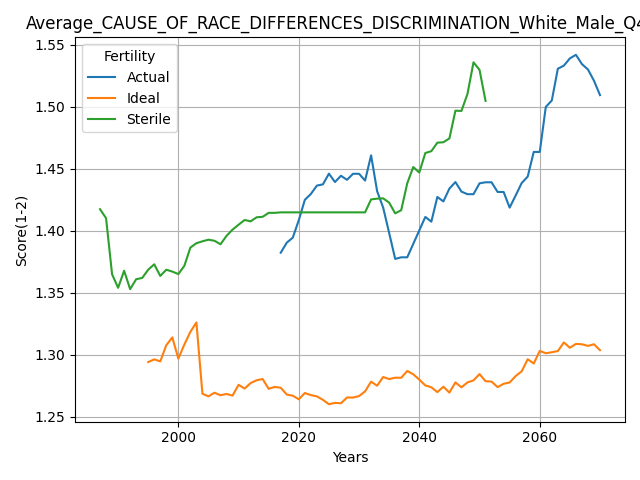 Average_CAUSE_OF_RACE_DIFFERENCES_DISCRIMINATION_White_Male_Q4
Fertility
Actual
Ideal
Sterile
Score(1-2)
1.55
1.50
1.45
1.40
1.35
1.30
1.25
2000 2020 2040 2060
Years